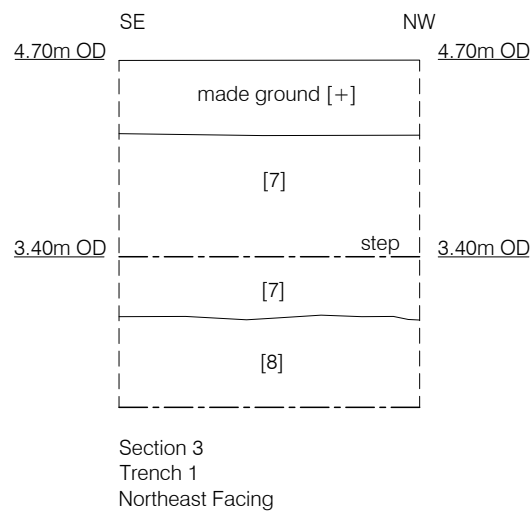 SE NW
4.70m OD 4.70m OD
made ground [+]
[7]
step
3.40m OD 3.40m OD
[7]
[8]
Section 3
Trench 1
Northeast Facing